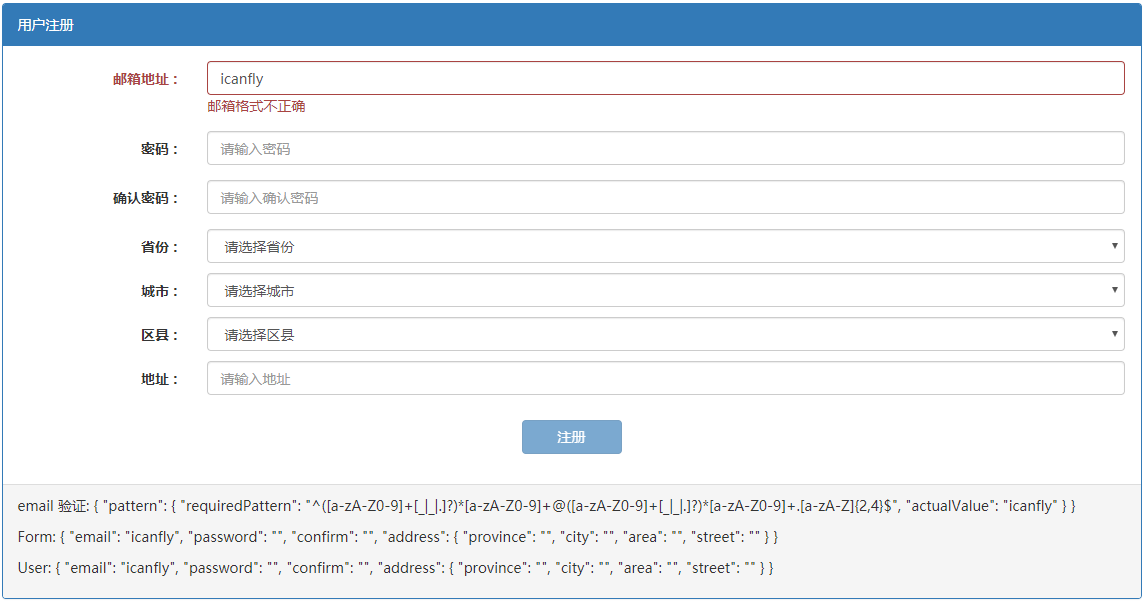 用户注册
邮箱地址： icanfly
邮箱格式不正确
密码： 请输入密码
确认密码： 请输入确认密码
省份： 请选择省份
城市： 请选择城市
区县： 请选择区县
地址： 请输入地址
注册
email 验证: { "pattern": { "requiredPattern": "^([a-zA-Z0-9]+[_|_|.]?)*[a-zA-Z0-9]+@([a-zA-Z0-9]+[_|_|.]?)*[a-zA-Z0-9]+.[a-zA-Z]{2,4}$", "actualValue": "icanfly" } }
Form: { "email": "icanfly", "password": "", "confirm": "", "address": { "province": "", "city": "", "area": "", "street": "" } }
User: { "email": "icanfly", "password": "", "confirm": "", "address": { "province": "", "city": "", "area": "", "street": "" } }